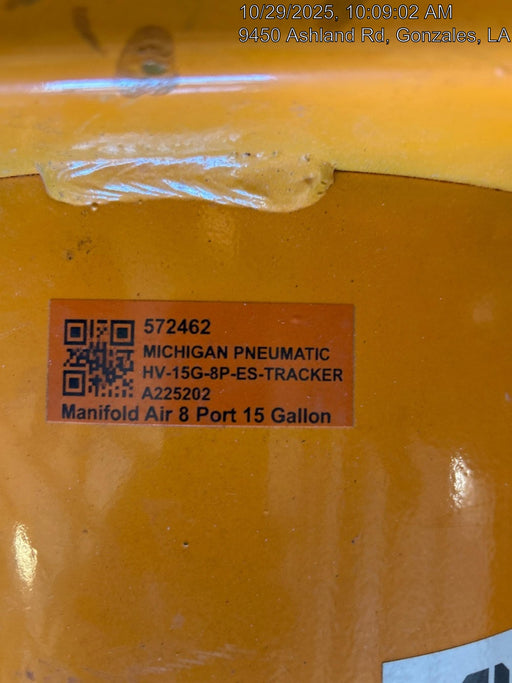 10/29/2025, 10:09:02 AM
9450 Ashland Rd, Gonzales, LA
572462
MICHIGAN PNEUMATIC
HV-15G-8P-ES-TRACKER
A225202
Manifold Air 8 Port 15 Gallon